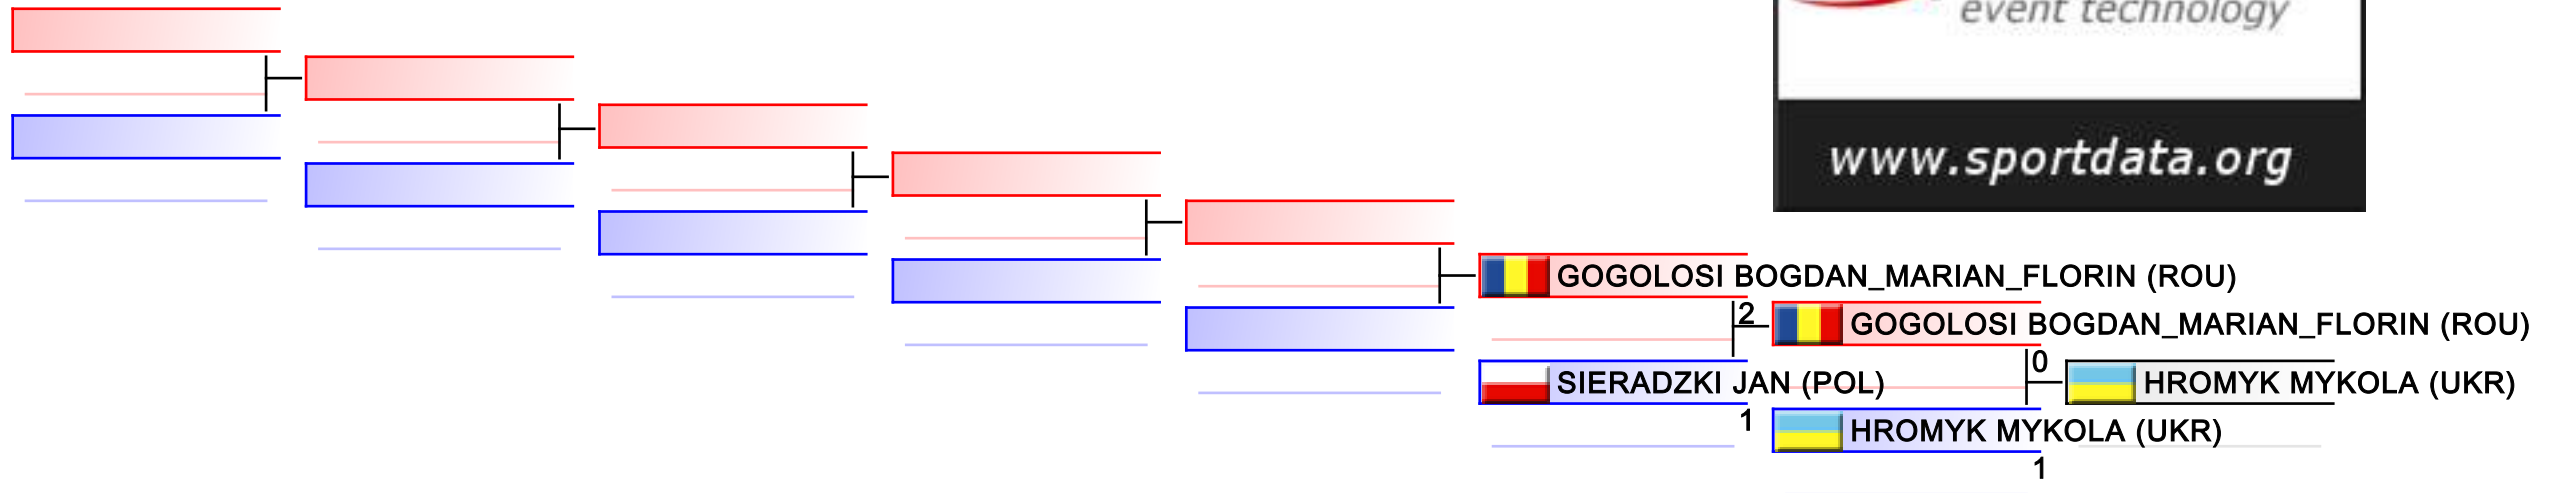 event technology
www.sportdata.org
GOGOLOSI BOGDAN_MARIAN_FLORIN (ROU)
2
GOGOLOSI BOGDAN_MARIAN_FLORIN (ROU)
0
SIERADZKI JAN (POL)
HROMYK MYKOLA (UKR)
1
HROMYK MYKOLA (UKR)
1